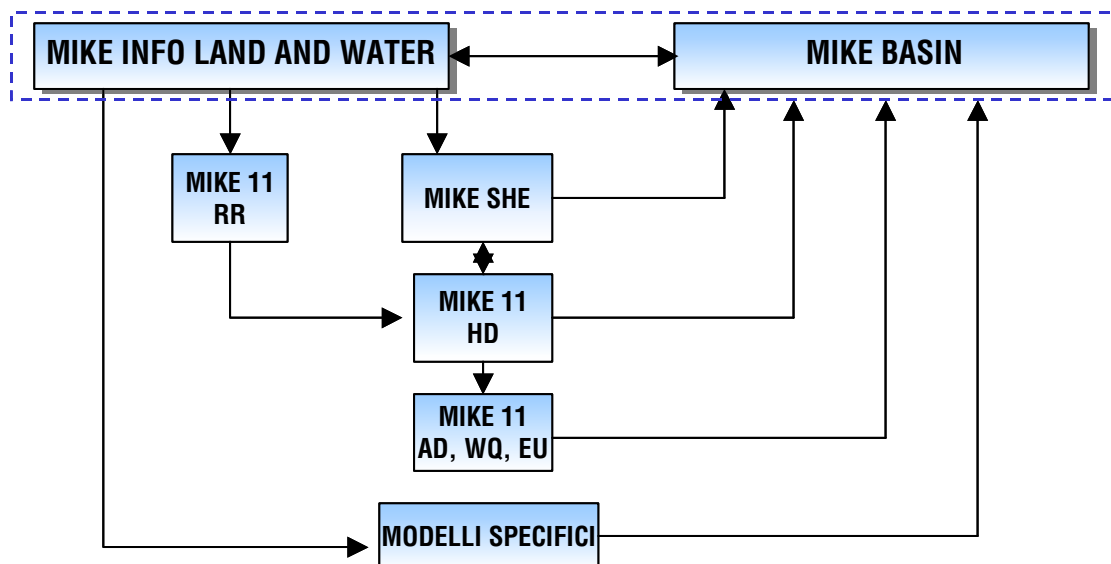 MIKE INFO LAND AND WATER
MIKE BASIN
MIKE 11
RR
MIKE SHE
MIKE 11
HD
MIKE 11
AD, WQ, EU
MODELLI SPECIFICI